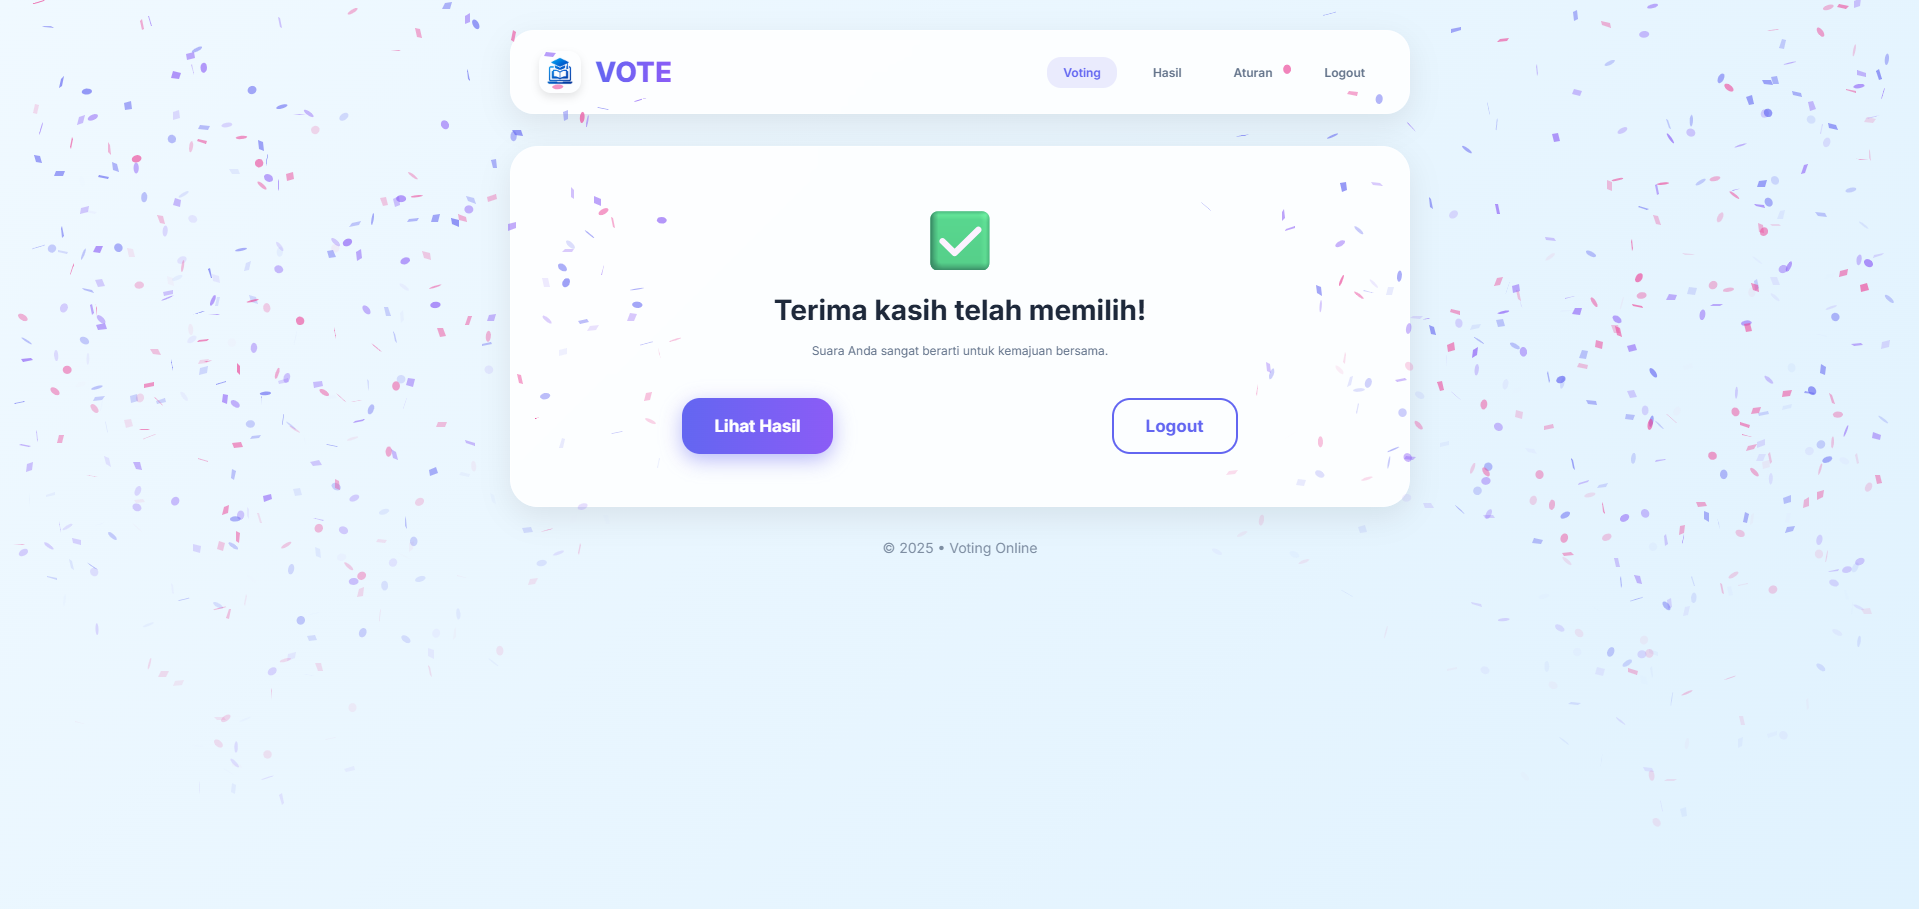 VOTE
Voting
Hasil
Aturan
Logout
Terima kasih telah memilih!
Suara Anda sangat berarti untuk kemajuan bersama.
Lihat Hasil
Logout
© 2025 • Voting Online